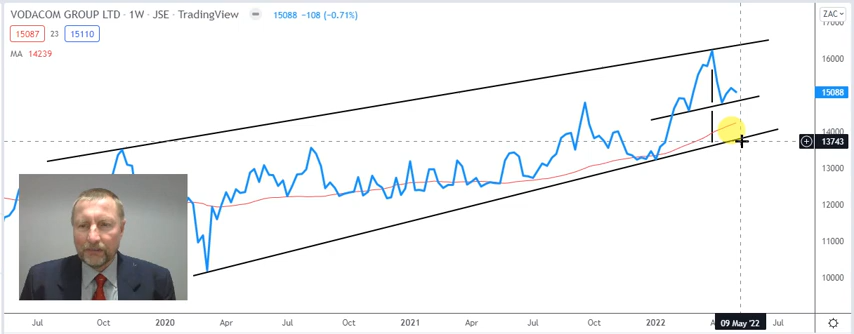 VODACOM GROUP LTD · 1W · JSE · TradingView 15088 −108 (−0.71%) ZAC
15087 23 15110
MA 14239
17000
16000
15088
14000
13743
13000
12000
11000
10000
Jul Oct 2020 Apr Jul Oct 2021 Apr Jul Oct 2022 A 09 May '22 Jul